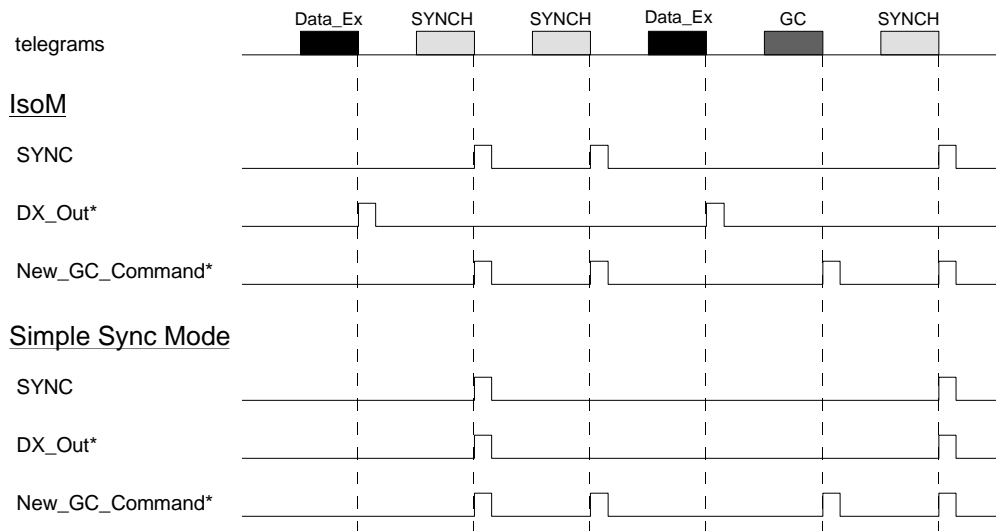 Data_Ex SYNCH SYNCH Data_Ex GC SYNCH
telegrams
IsoM
SYNC
DX_Out*
New_GC_Command*
Simple Sync Mode
SYNC
DX_Out*
New_GC_Command*